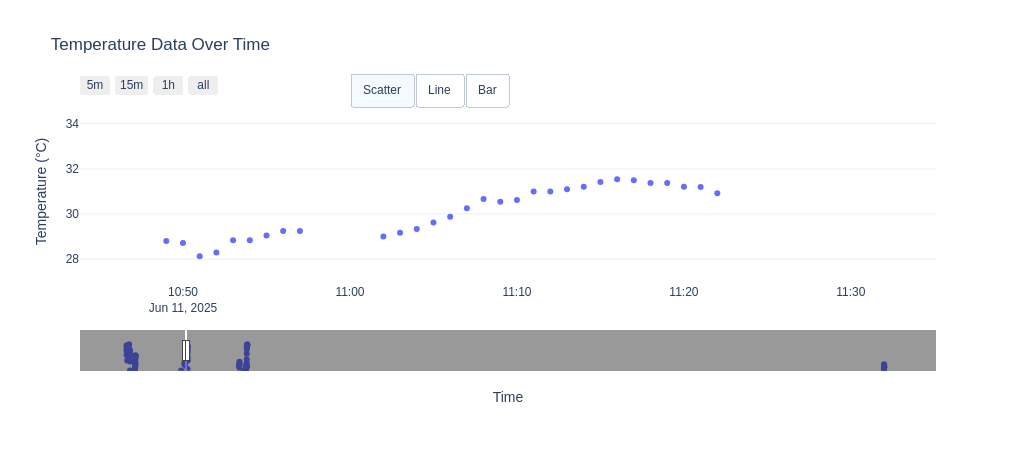 Temperature Data Over Time
5m 15m 1h all
Scatter Line Bar
Temperature (°C)
34
32
30
28
10:50 11:00 11:10 11:20 11:30
Jun 11, 2025
Time